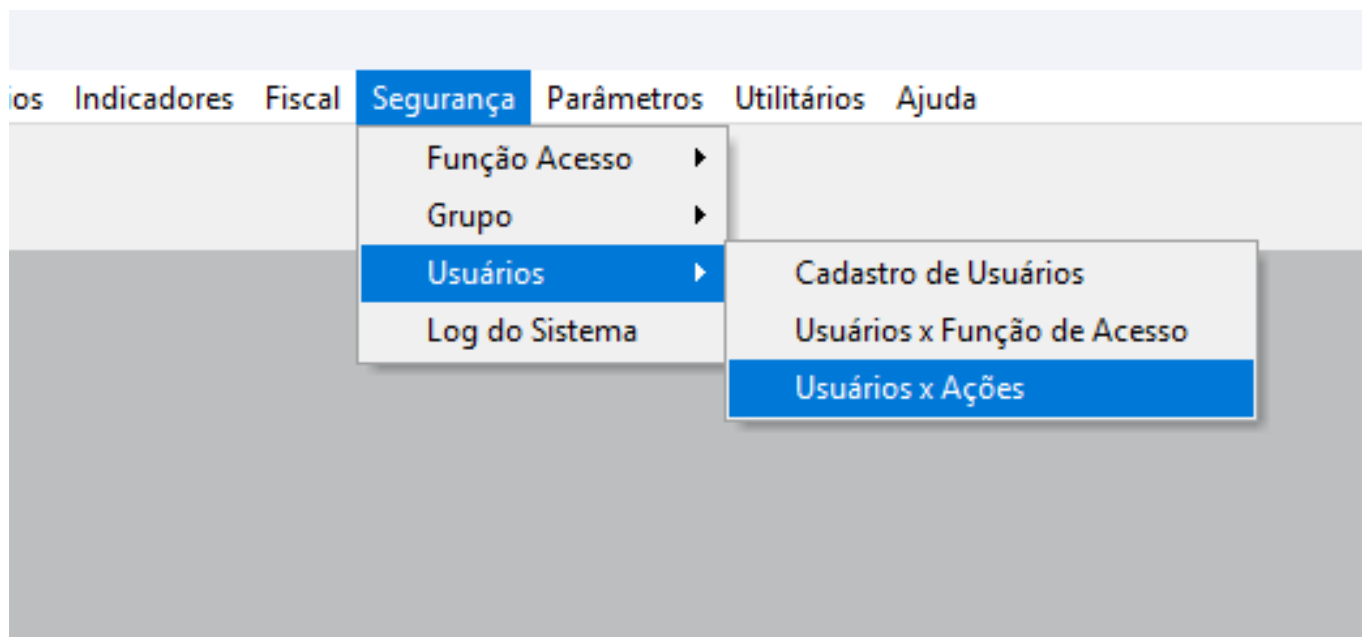 ios Indicadores Fiscal Segurança Parâmetros Utilitários Ajuda
Função Acesso
Grupo
Usuários
Log do Sistema
Cadastro de Usuários
Usuários x Função de Acesso
Usuários x Ações